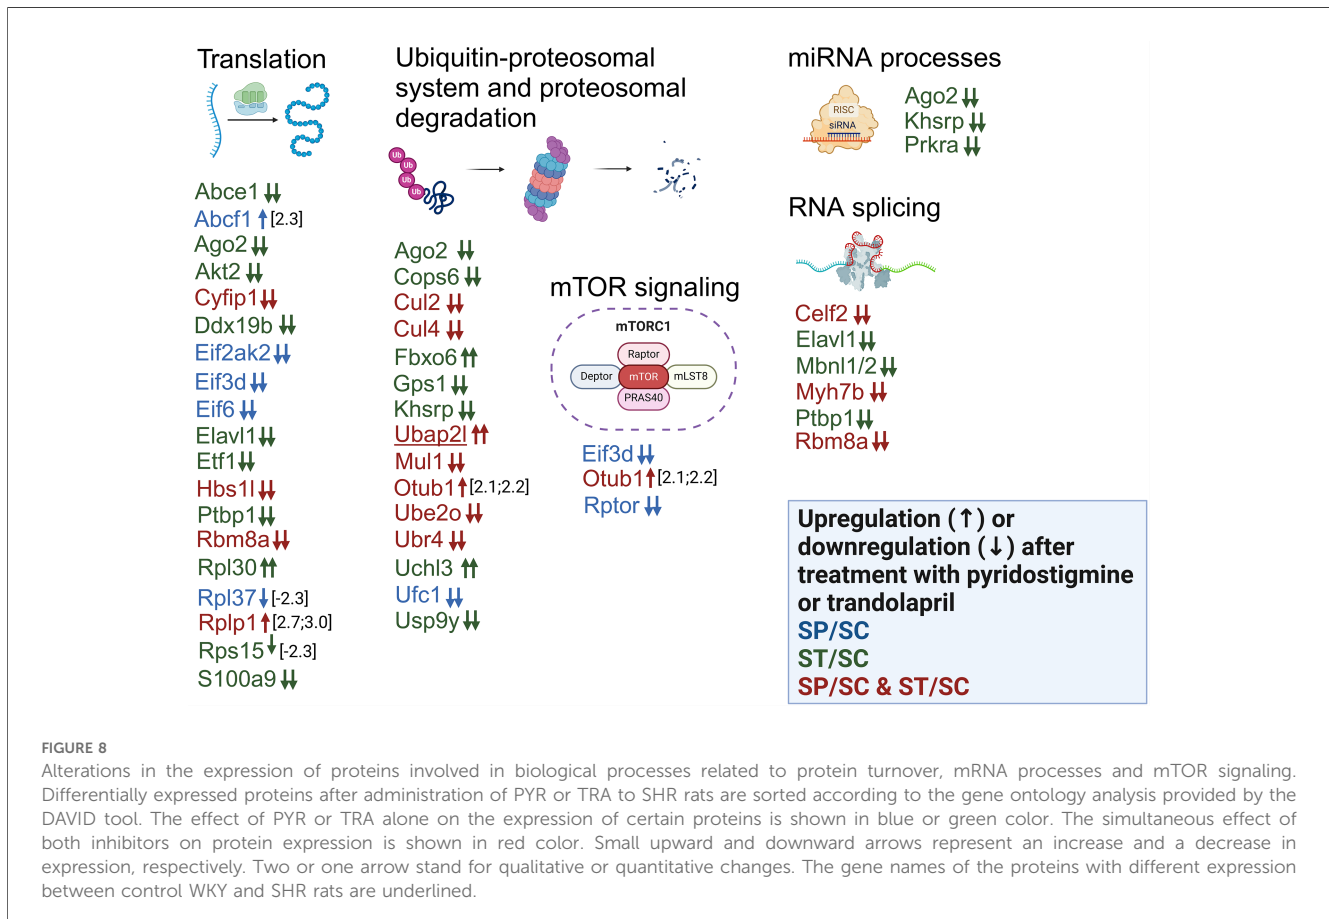 Translation
Abce1 ↓↓
Abcf1 ↑ [2.3]
Ago2 ↓↓
Akt2 ↓↓
Cyfip1 ↓↓
Ddx19b ↓↓
Eif2ak2 ↓↓
Eif3d ↓↓
Eif6 ↓↓
Elavl1 ↓↓
Etf1 ↓↓
Hbs1l ↓↓
Ptbp1 ↓↓
Rbm8a ↓↓
Rpl30 ↑↑
Rpl37 ↓ [-2.3]
Rplp1 ↑ [2.7;3.0]
Rps15 ↓ [-2.3]
S100a9 ↓↓
Ubiquitin-proteosomal
system and proteosomal
degradation
Ub
Ub
Ub
Ub
Ago2 ↓↓
Cops6 ↓↓
Cul2 ↓↓
Cul4 ↓↓
Fbxo6 ↑↑
Gps1 ↓↓
Khsrp ↓↓
Ubap2l ↑↑
Mul1 ↓↓
Otub1 ↑ [2.1;2.2]
Ube2o ↓↓
Ubr4 ↓↓
Uchl3 ↑↑
Ufc1 ↓↓
Usp9y ↓↓
mTOR signaling
mTORC1
Raptor
Deptor mTOR mLST8
PRAS40
Eif3d ↓↓
Otub1 ↑ [2.1;2.2]
Rptor ↓↓
miRNA processes
RISC
siRNA
Ago2 ↓↓
Khsrp ↓↓
Prkra ↓↓
RNA splicing
Celf2 ↓↓
Elavl1 ↓↓
Mbnl1/2 ↓↓
Myh7b ↓↓
Ptbp1 ↓↓
Rbm8a ↓↓
Upregulation (↑) or
downregulation (↓) after
treatment with pyridostigmine
or trandolapril
SP/SC
ST/SC
SP/SC & ST/SC
FIGURE 8
Alterations in the expression of proteins involved in biological processes related to protein turnover, mRNA processes and mTOR signaling.
Differentially expressed proteins after administration of PYR or TRA to SHR rats are sorted according to the gene ontology analysis provided by the
DAVID tool. The effect of PYR or TRA alone on the expression of certain proteins is shown in blue or green color. The simultaneous effect of
both inhibitors on protein expression is shown in red color. Small upward and downward arrows represent an increase and a decrease in
expression, respectively. Two or one arrow stand for qualitative or quantitative changes. The gene names of the proteins with different expression
between control WKY and SHR rats are underlined.